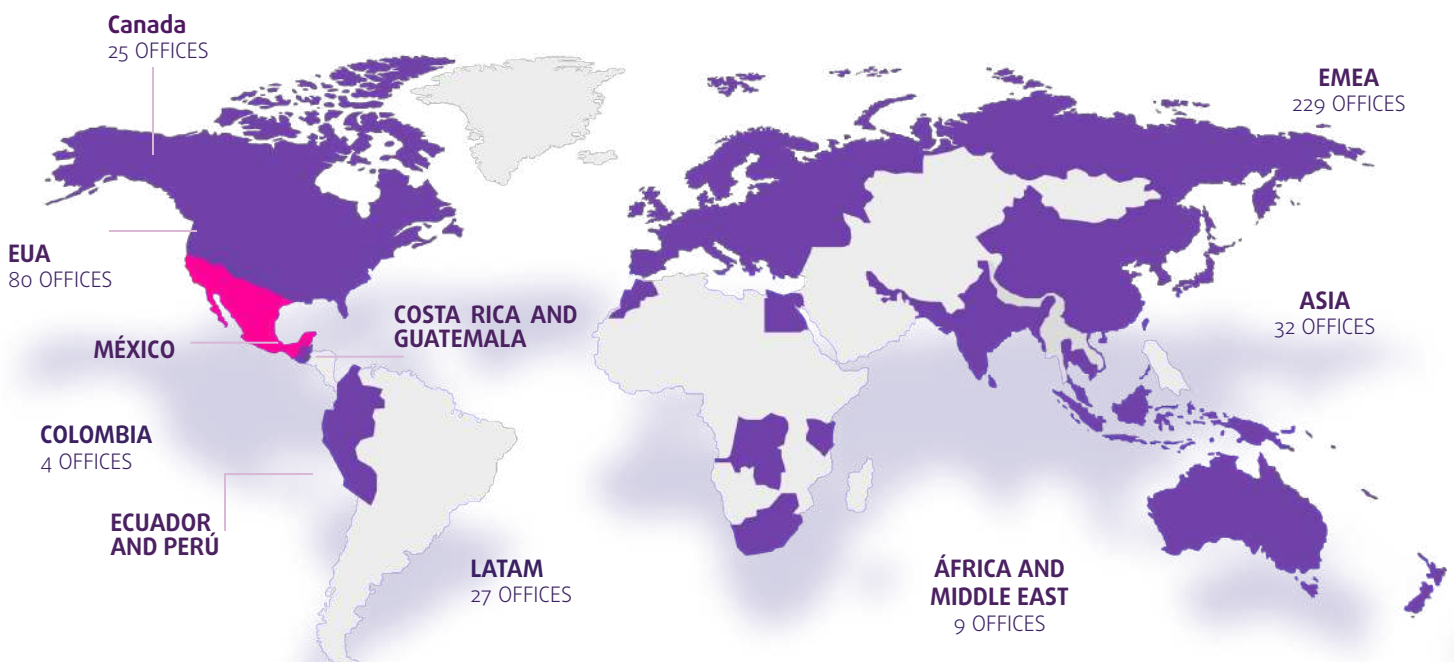 Canada
25 OFFICES
EMEA
229 OFFICES
EUA
80 OFFICES
COSTA RICA AND
GUATEMALA
ASIA
32 OFFICES
MÉXICO
COLOMBIA
4 OFFICES
ECUADOR
AND PERÚ
LATAM
27 OFFICES
ÁFRICA AND
MIDDLE EAST
9 OFFICES